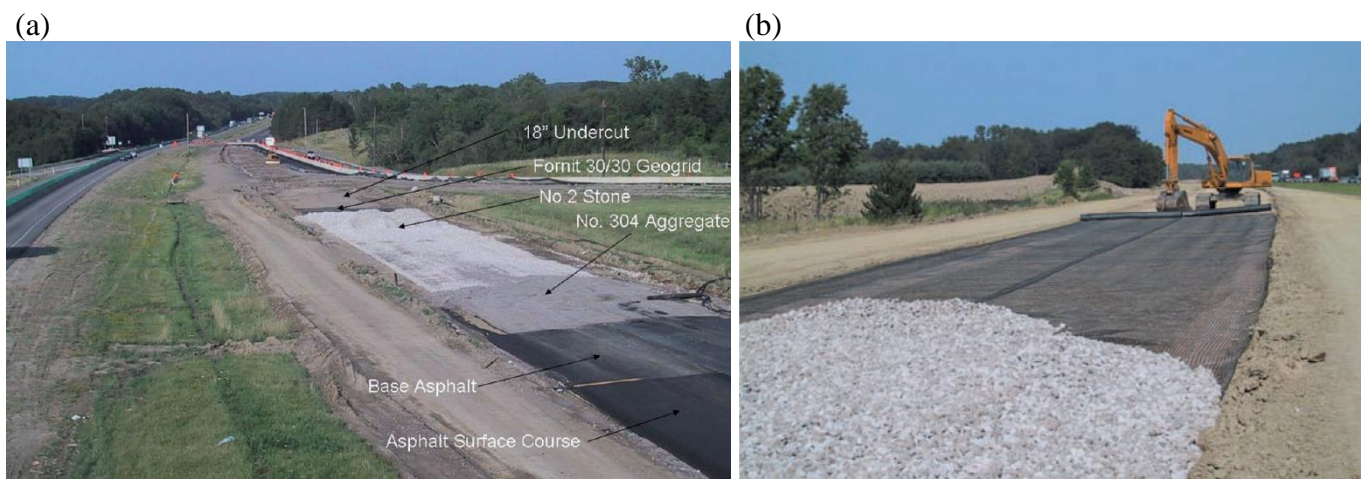 (a)
(b)
18" Undercut
Fornit 30/30 Geogrid
No.2 Stone
No. 304 Aggregate
Base Asphalt
Asphalt Surface Course